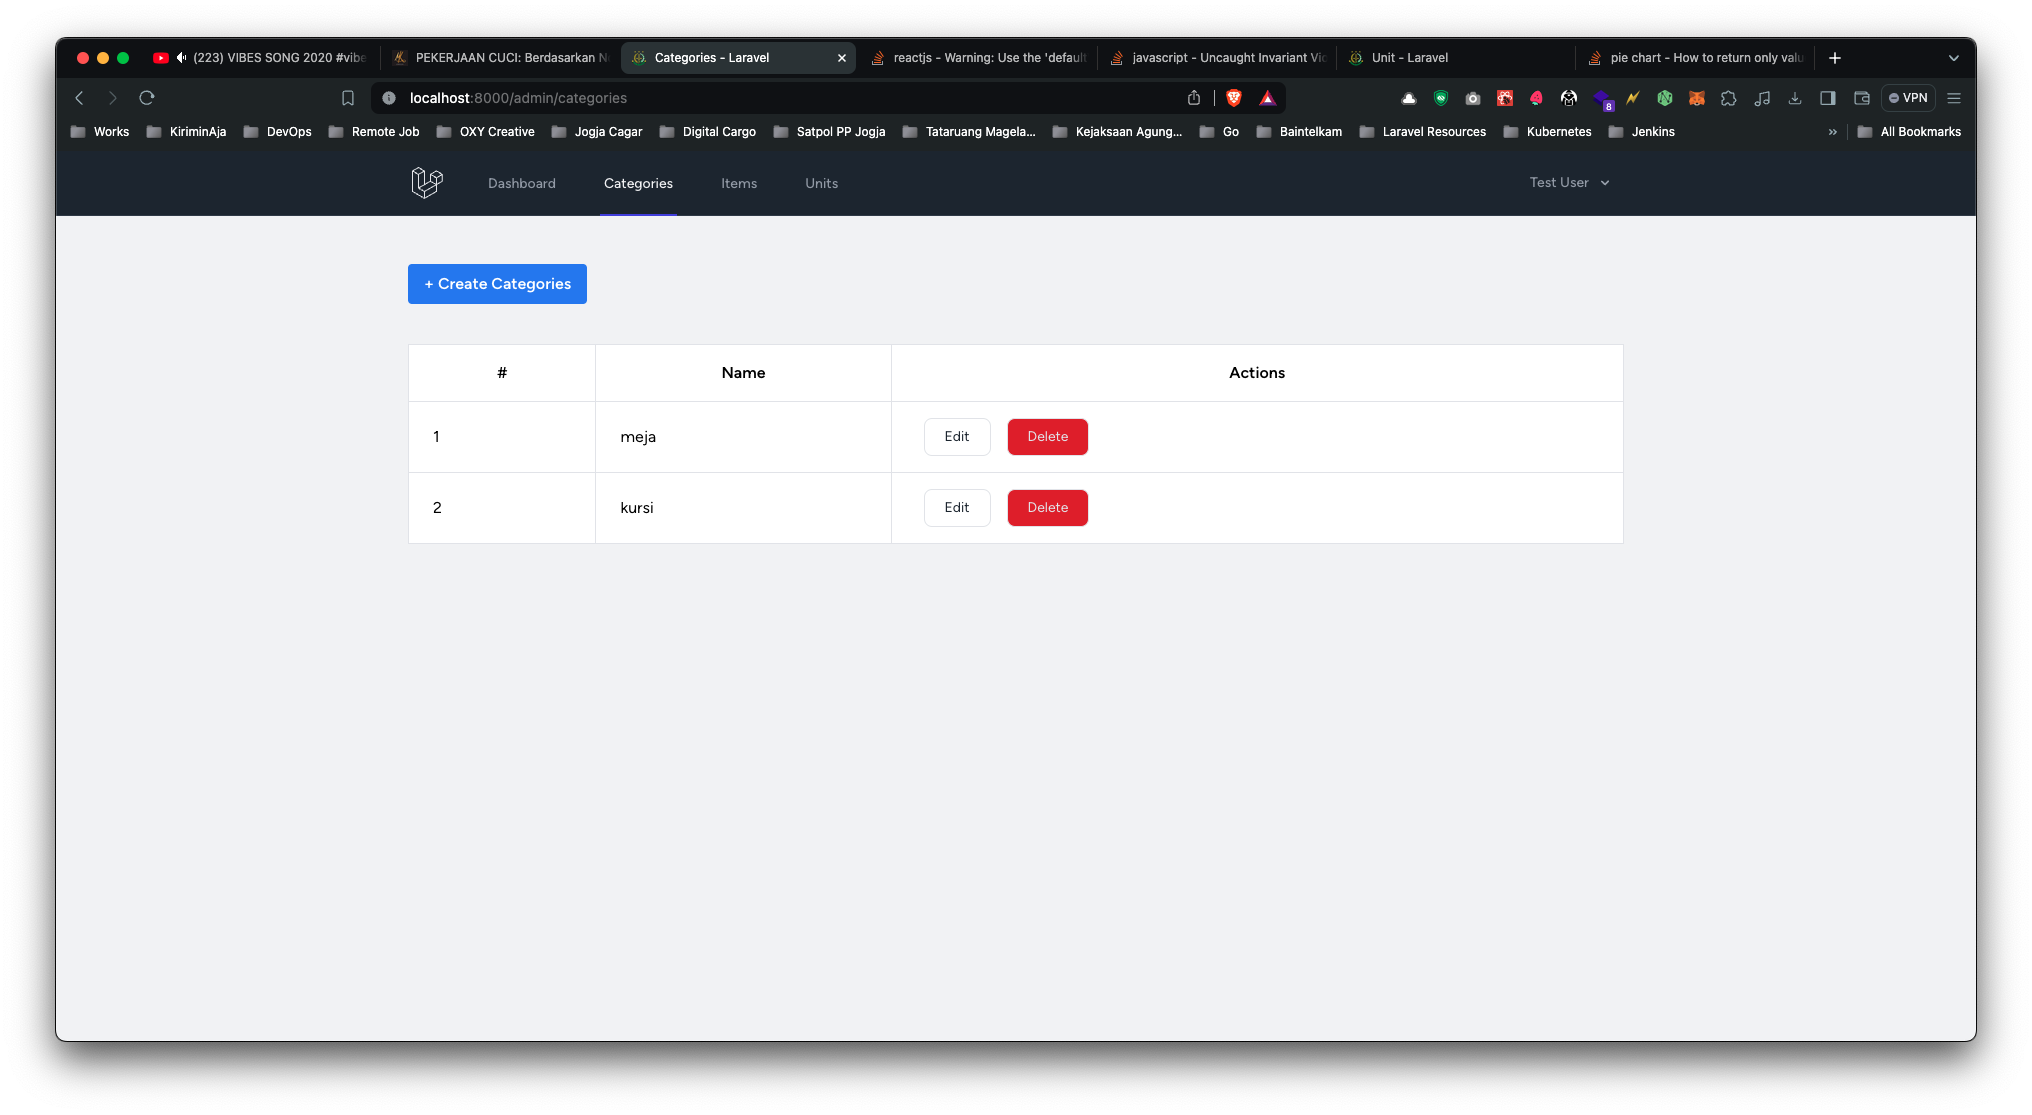 (223) VIBES SONG 2020 #vibe
PEKERJAAN CUCI: Berdasarkan N
Categories - Laravel
reactjs - Warning: Use the 'default
javascript - Uncaught Invariant Vio
Unit - Laravel
pie chart - How to return only valu
localhost:8000/admin/categories
8
VPN
Works
KiriminAja
DevOps
Remote Job
OXY Creative
Jogja Cagar
Digital Cargo
Satpol PP Jogja
Tataruang Magela...
Kejaksaan Agung...
Go
Baintelkam
Laravel Resources
Kubernetes
Jenkins
»
All Bookmarks
Dashboard
Categories
Items
Units
Test User
+ Create Categories
# Name Actions
1 meja Edit Delete
2 kursi Edit Delete